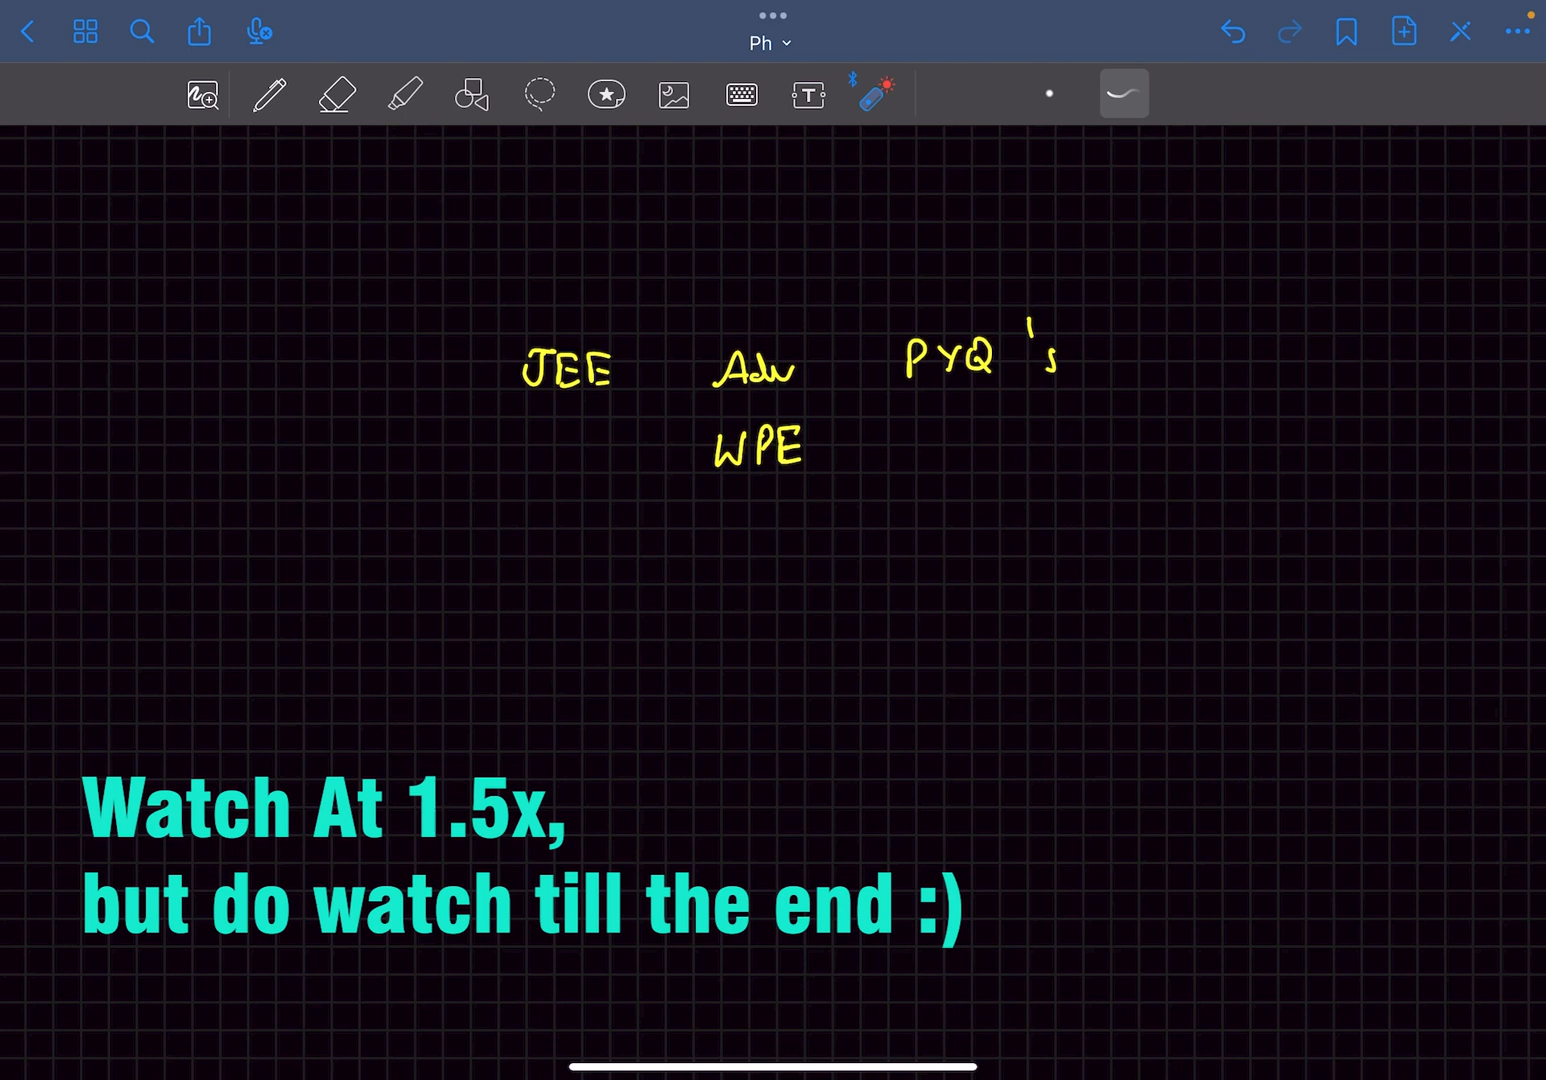 Ph
JEE Adv PYQ's
WPE
Watch At 1.5x,
but do watch till the end :)